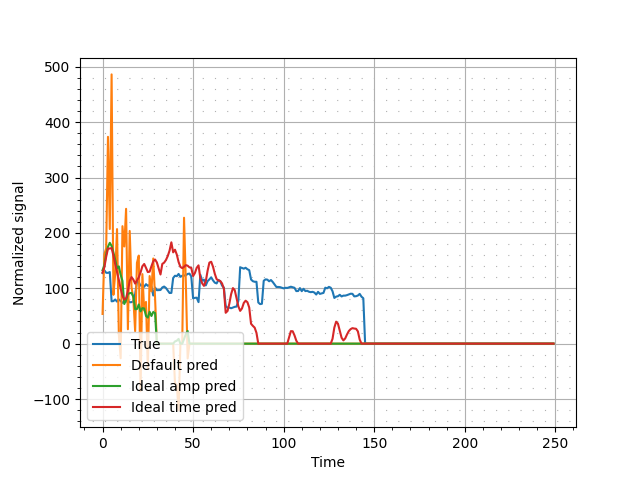 500
400
300
200
100
0
−100
Normalized signal
True
Default pred
Ideal amp pred
Ideal time pred
0
50
100
150
200
250
Time